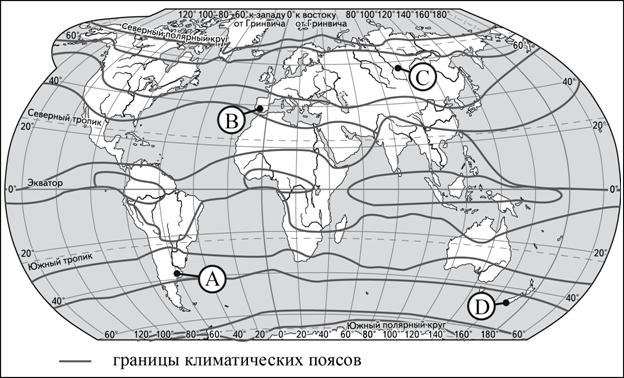 120° 100°-80°-60° к западу 0° к востоку 80° 100° 120° 140° 160° 180°
от Гринвича от Гринвича
Северный полярный круг
60° 60°
40° 40°
B
C
Северный тропик
20° 20°
Экватор
0° 0°
20° 20°
Южный тропик
A
40° 40°
D
Южный полярный круг
60° 120° 100° 80° 60° 40° 20° 0° 20° 40° 60° 80° 100° 120° 140° 160° 180° 60°
границы климатических поясов